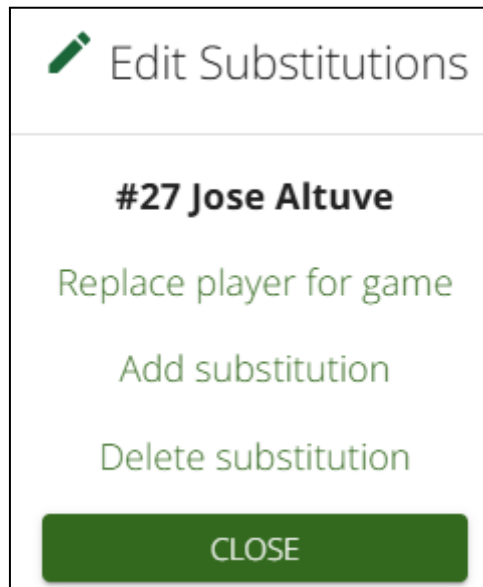 Edit Substitutions
#27 Jose Altuve
Replace player for game
Add substitution
Delete substitution
CLOSE